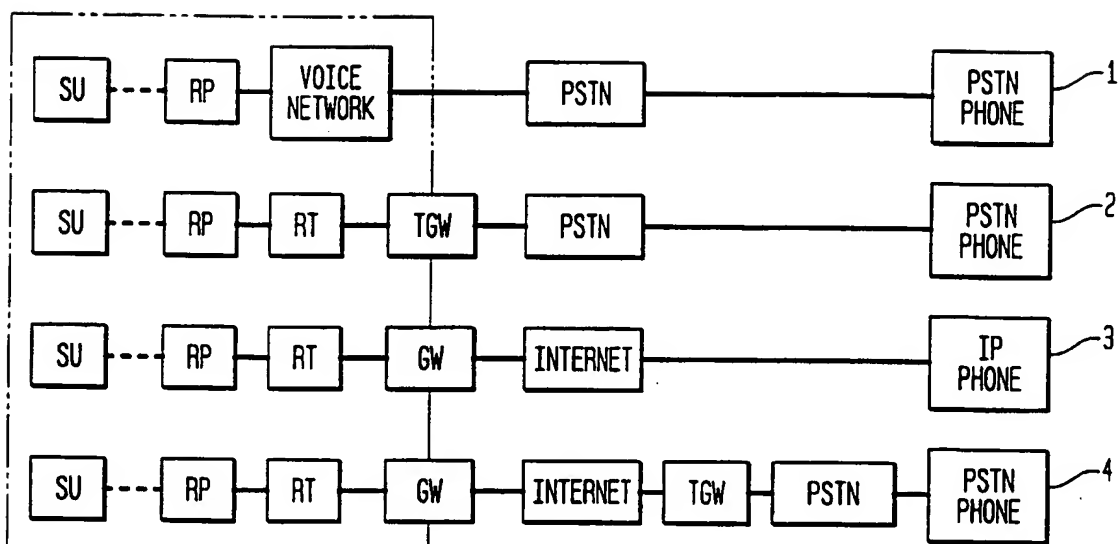 SU RP VOICE NETWORK PSTN PSTN PHONE 1
SU RP RT TGW PSTN PSTN PHONE 2
SU RP RT GW INTERNET IP PHONE 3
SU RP RT GW INTERNET TGW PSTN PSTN PHONE 4